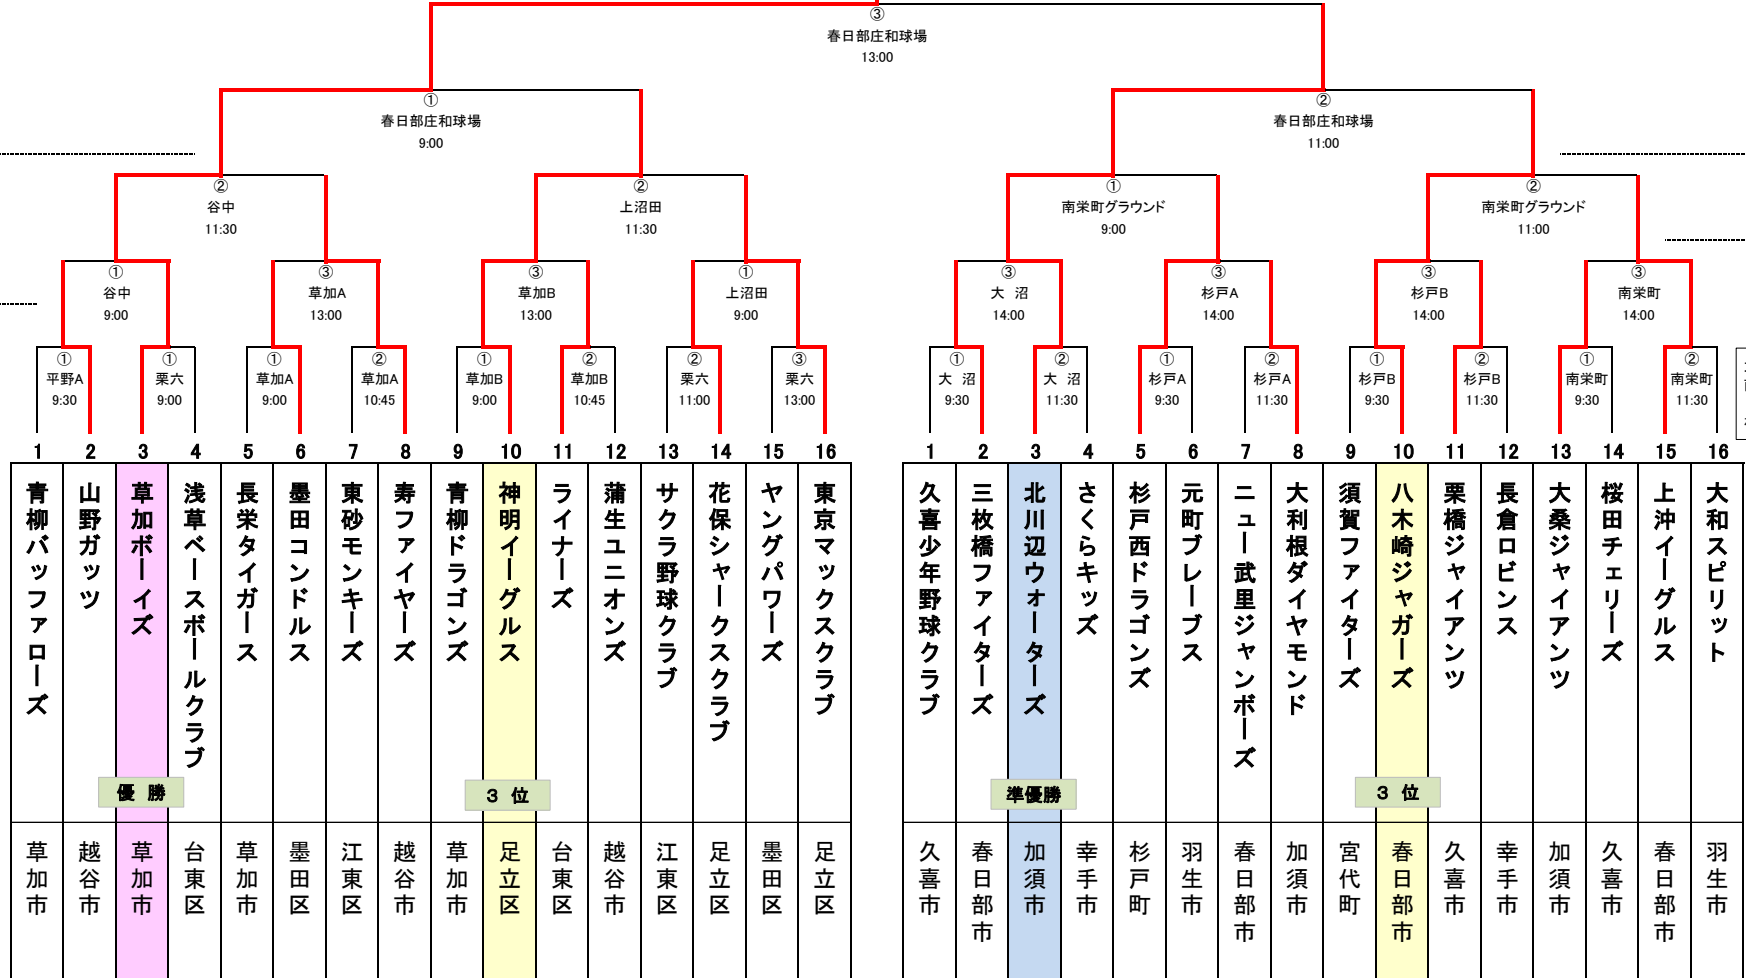 ③
春日部庄和球場
13:00
①
春日部庄和球場
9:00
②
春日部庄和球場
11:00
②
谷中
11:30
②
上沼田
11:30
①
南栄町グラウンド
9:00
②
南栄町グラウンド
11:00
①
谷中
9:00
③
草加A
13:00
③
草加B
13:00
①
上沼田
9:00
③
大　沼
14:00
③
杉戸A
14:00
③
杉戸B
14:00
③
南栄町
14:00
①
平野A
9:30
①
栗六
9:00
①
草加A
9:00
②
草加A
10:45
①
草加B
9:00
②
草加B
10:45
②
栗六
11:00
③
栗六
13:00
①
大　沼
9:30
②
大　沼
11:30
①
杉戸A
9:30
②
杉戸A
11:30
①
杉戸B
9:30
②
杉戸B
11:30
①
南栄町
9:30
②
南栄町
11:30
1 2 3 4 5 6 7 8 9 10 11 12 13 14 15 16
青柳バッファローズ
山野ガッツ
草加ボーイズ
浅草ベースボールクラブ
長栄タイガース
墨田コンドルス
東砂モンキーズ
寿ファイヤーズ
青柳ドラゴンズ
神明イーグルス
ライナーズ
蒲生ユニオンズ
サクラ野球クラブ
花保シャークスクラブ
ヤングパワーズ
東京マックスクラブ
優　勝
３　位
草加市
越谷市
草加市
台東区
草加市
墨田区
江東区
越谷市
草加市
足立区
台東区
越谷市
江東区
足立区
墨田区
足立区
1 2 3 4 5 6 7 8 9 10 11 12 13 14 15 16
久喜少年野球クラブ
三枚橋ファイターズ
北川辺ウォーターズ
さくらキッズ
杉戸西ドラゴンズ
元町ブレーブス
ニュー武里ジャンボーズ
大利根ダイヤモンド
須賀ファイターズ
八木崎ジャガーズ
栗橋ジャイアンツ
長倉ロビンス
大桑ジャイアンツ
桜田チェリーズ
上沖イーグルス
大和スピリット
準優勝
３　位
久喜市
春日部市
加須市
幸手市
杉戸町
羽生市
春日部市
加須市
宮代町
春日部市
久喜市
幸手市
加須市
久喜市
春日部市
羽生市